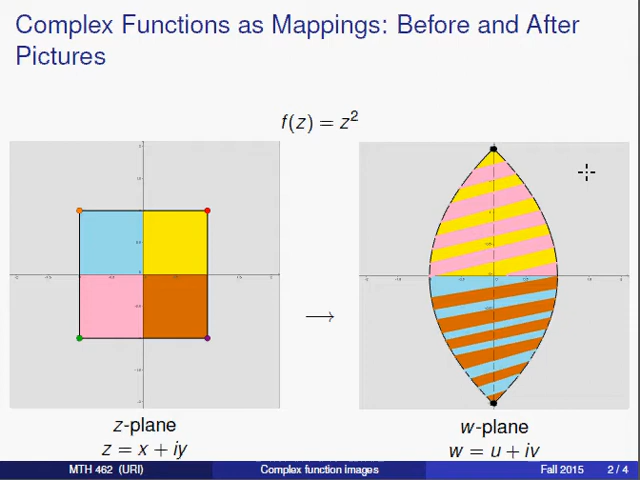 Complex Functions as Mappings: Before and After
Pictures
f(z) = z²
→
z-plane
z = x + iy
w-plane
w = u + iv
MTH 462 (URI)
Complex function images
Fall 2015
2 / 4